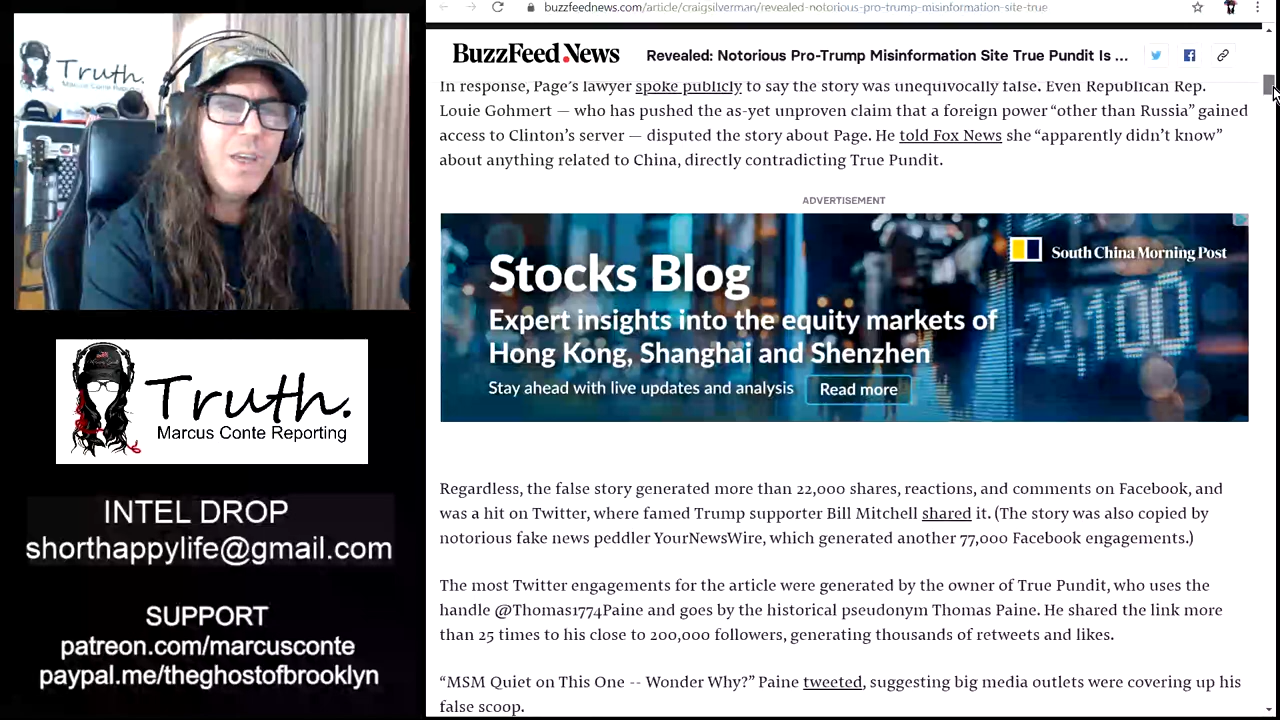 Truth.
Marcus Conte Reporting
Truth.
Marcus Conte Reporting
INTEL DROP
shorthappylife@gmail.com
SUPPORT
patreon.com/marcusconte
paypal.me/theghostofbrooklyn
buzzfeednews.com/article/craigsilverman/revealed-notorious-pro-trump-misinformation-site-true
BuzzFeed News
Revealed: Notorious Pro-Trump Misinformation Site True Pundit Is ...
In response, Page's lawyer spoke publicly to say the story was unequivocally false. Even Republican Rep.
Louie Gohmert — who has pushed the as-yet unproven claim that a foreign power “other than Russia” gained
access to Clinton's server — disputed the story about Page. He told Fox News she “apparently didn't know”
about anything related to China, directly contradicting True Pundit.
ADVERTISEMENT
South China Morning Post
Stocks Blog
Expert insights into the equity markets of
Hong Kong, Shanghai and Shenzhen
Stay ahead with live updates and analysis
Read more
23,100
Regardless, the false story generated more than 22,000 shares, reactions, and comments on Facebook, and
was a hit on Twitter, where famed Trump supporter Bill Mitchell shared it. (The story was also copied by
notorious fake news peddler YourNewsWire, which generated another 77,000 Facebook engagements.)
The most Twitter engagements for the article were generated by the owner of True Pundit, who uses the
handle @Thomas1774Paine and goes by the historical pseudonym Thomas Paine. He shared the link more
than 25 times to his close to 200,000 followers, generating thousands of retweets and likes.
“MSM Quiet on This One -- Wonder Why?” Paine tweeted, suggesting big media outlets were covering up his
false scoop.